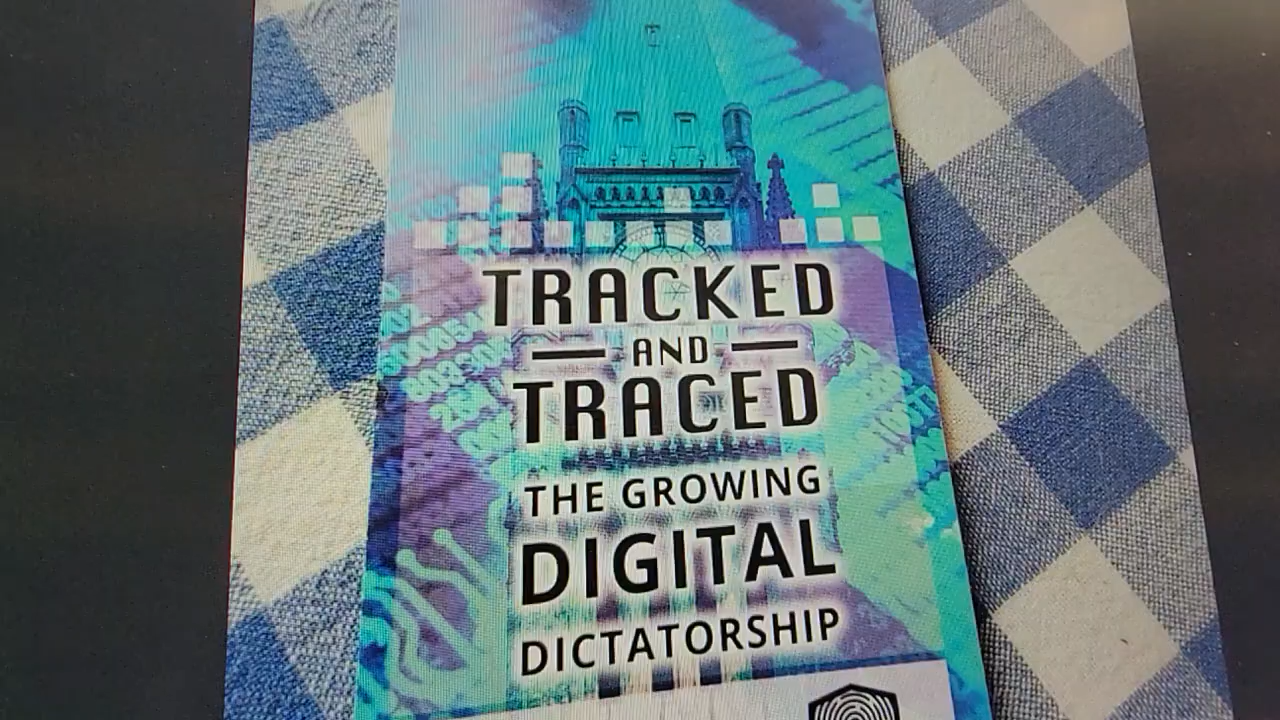 TRACKED
AND
TRACED
THE GROWING
DIGITAL
DICTATORSHIP